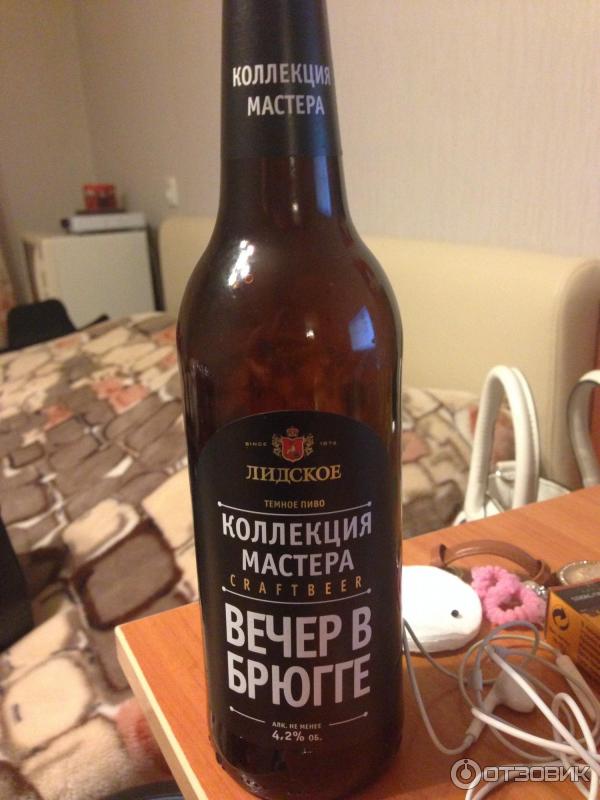 КОЛЛЕКЦИЯ
МАСТЕРА
SINCE 1876
ЛИДСКОЕ
ТЕМНОЕ ПИВО
КОЛЛЕКЦИЯ
МАСТЕРА
CRAFTBEER
ВЕЧЕР В
БРЮГГЕ
АЛК. НЕ МЕНЕЕ
4,2% ОБ.
ОТЗОВИК